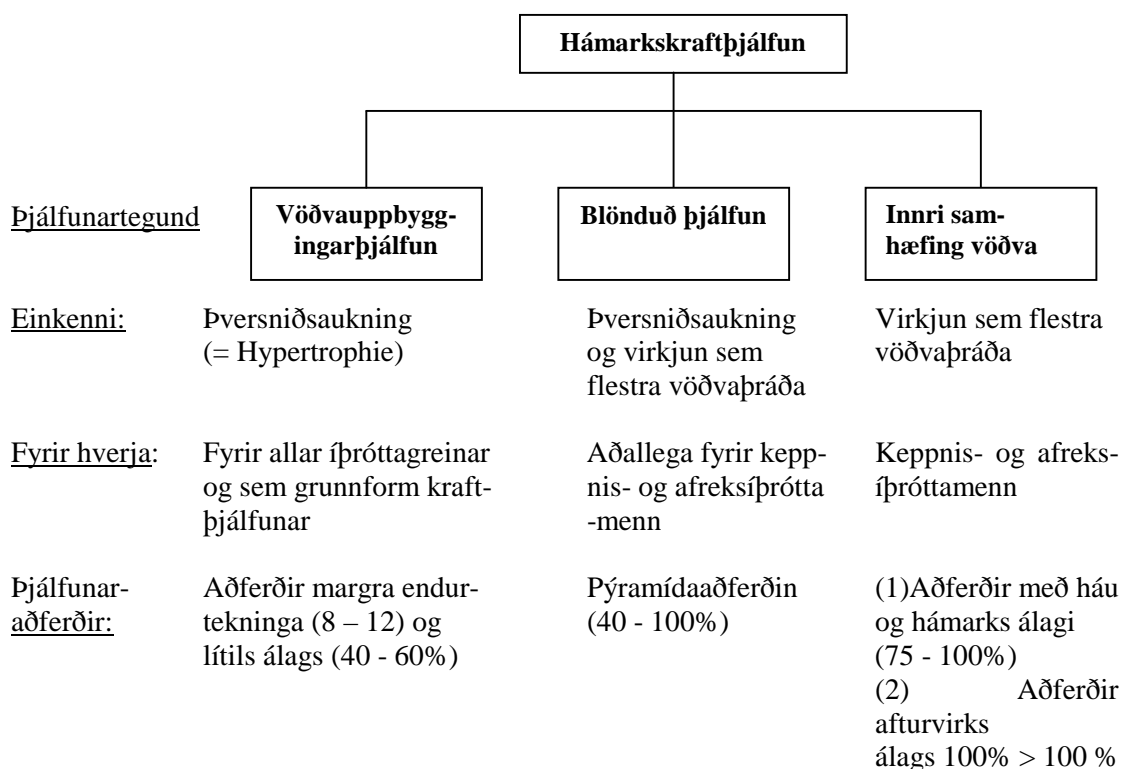 Hámarkskraftþjálfun
Þjálfunartegund
Vöðvauppbygg-
ingarþjálfun
Blönduð þjálfun
Innri sam-
hæfing vöðva
Einkenni:
Þversniðsaukning
(= Hypertrophie)
Þversniðsaukning
og virkjun sem
flestra vöðvaþráða
Virkjun sem flestra
vöðvaþráða
Fyrir hverja:
Fyrir allar íþróttagreinar
og sem grunnform kraft-
þjálfunar
Aðallega fyrir kepp-
nis- og afreksíþrótta
-menn
Keppnis- og afreks-
íþróttamenn
Þjálfunar-
aðferðir:
Aðferðir margra endur-
tekninga (8 – 12) og
lítils álags (40 - 60%)
Pýramídaaðferðin
(40 - 100%)
(1)Aðferðir með háu
og hámarks álagi
(75 - 100%)
(2) Aðferðir
afturvirks
álags 100% > 100 %